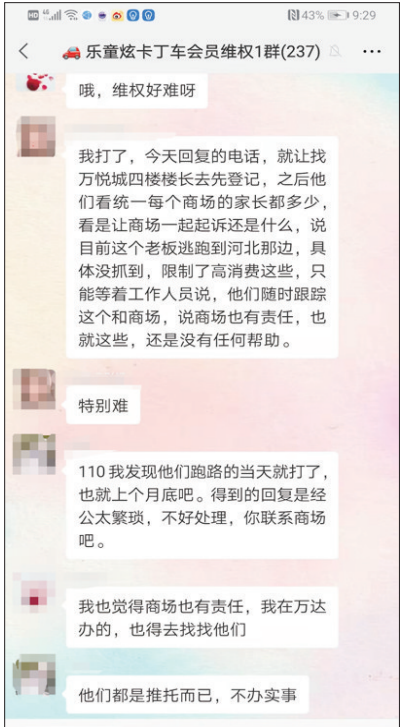 HD 46 43% 9:29
乐童炫卡丁车会员维权1群(237)
哦，维权好难呀
我打了，今天回复的电话，就让找
万悦城四楼楼长去先登记，之后他
们看统一每个商场的家长都多少，
看是让商场一起起诉还是什么，说
目前这个老板逃跑到河北那边，具
体没抓到，限制了高消费这些，只
能等着工作人员说，他们随时跟踪
这个和商场，说商场也有责任，也
就这些，还是没有任何帮助。
特别难
110 我发现他们跑路的当天就打了，
也就上个月底吧。得到的回复是经
公太繁琐，不好处理，你联系商场
吧。
我也觉得商场也有责任，我在万达
办的，也得去找找他们
他们都是推托而已，不办实事